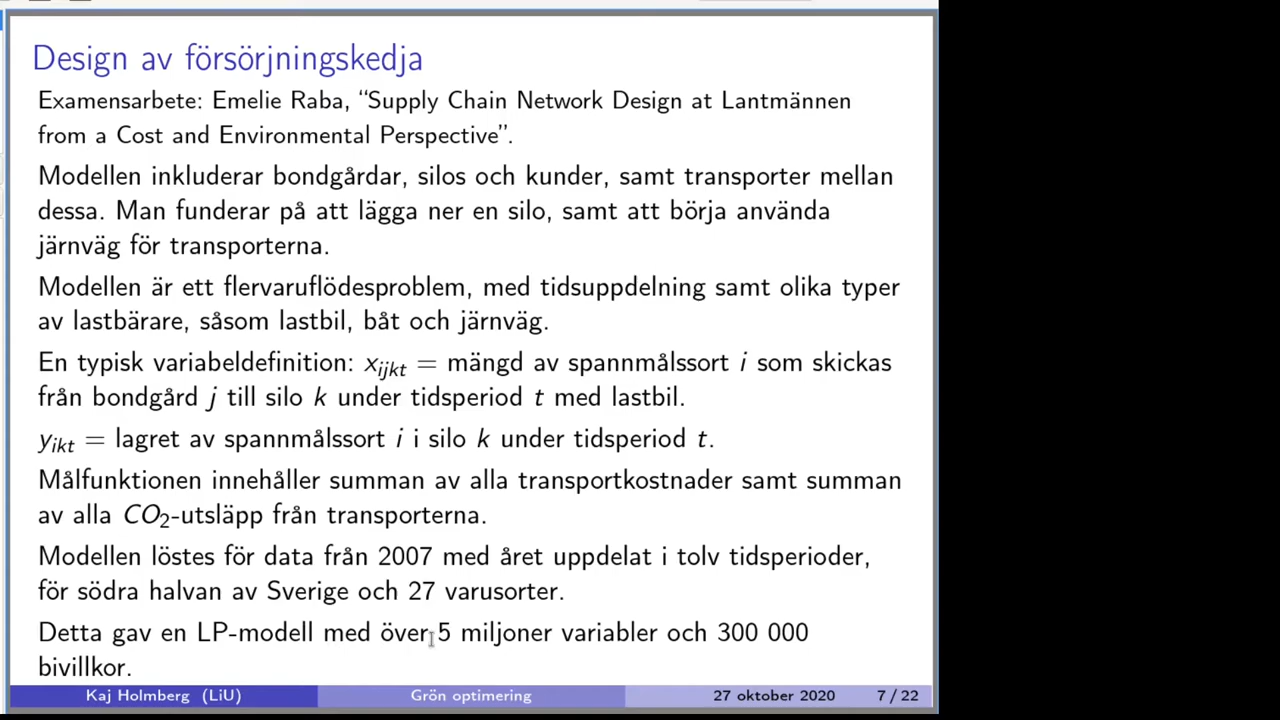 Design av försörjningskedja
Examensarbete: Emelie Raba, “Supply Chain Network Design at Lantmännen
from a Cost and Environmental Perspective”.
Modellen inkluderar bondgårdar, silos och kunder, samt transporter mellan
dessa. Man funderar på att lägga ner en silo, samt att börja använda
järnväg för transporterna.
Modellen är ett flervaruflödesproblem, med tidsuppdelning samt olika typer
av lastbärare, såsom lastbil, båt och järnväg.
En typisk variabeldefinition: xijkt = mängd av spannmålssort i som skickas
från bondgård j till silo k under tidsperiod t med lastbil.
yikt = lagret av spannmålssort i i silo k under tidsperiod t.
Målfunktionen innehåller summan av alla transportkostnader samt summan
av alla CO2-utsläpp från transporterna.
Modellen löstes för data från 2007 med året uppdelat i tolv tidsperioder,
för södra halvan av Sverige och 27 varusorter.
Detta gav en LP-modell med över 5 miljoner variabler och 300 000
bivillkor.
Kaj Holmberg (LiU) Grön optimering 27 oktober 2020 7 / 22